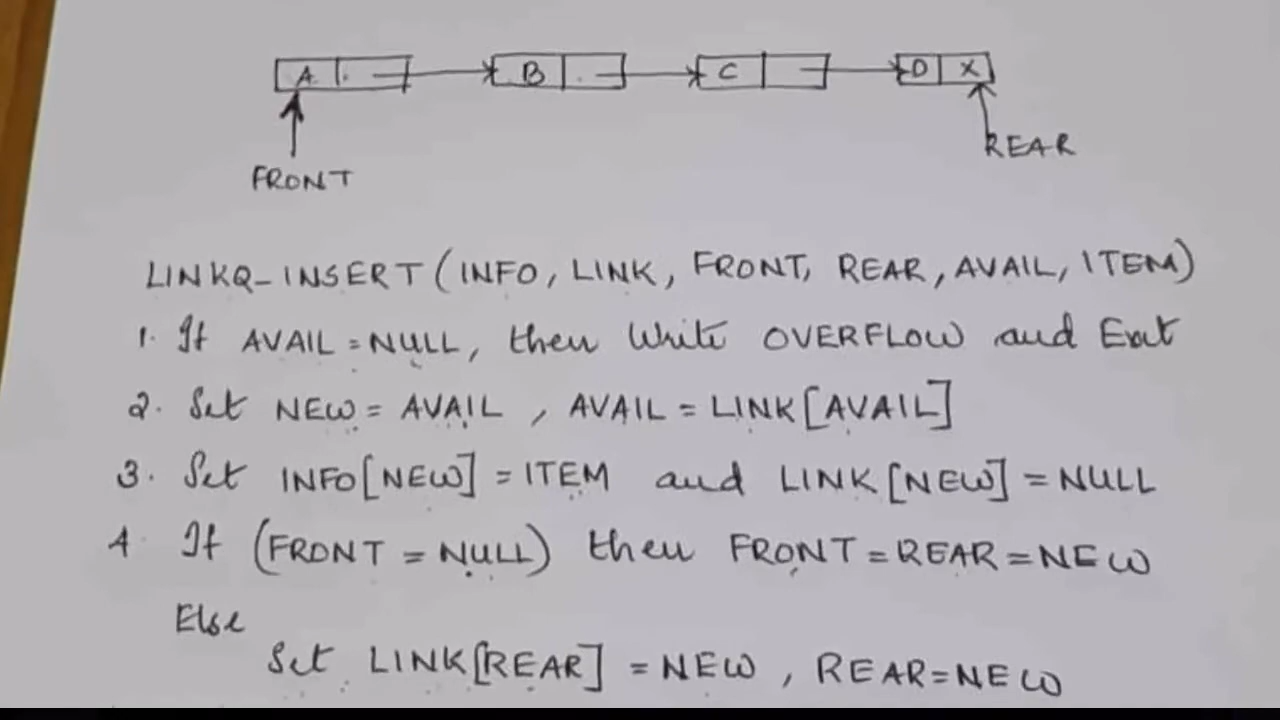 A B C D X
FRONT REAR
LINKQ-INSERT (INFO, LINK, FRONT, REAR, AVAIL, ITEM)
1. If AVAIL = NULL, then Write OVERFLOW and Exit
2. Set NEW = AVAIL , AVAIL = LINK[AVAIL]
3. Set INFO[NEW] = ITEM and LINK[NEW] = NULL
4 If (FRONT = NULL) then FRONT = REAR = NEW
Else
Set LINK[REAR] = NEW , REAR = NEW